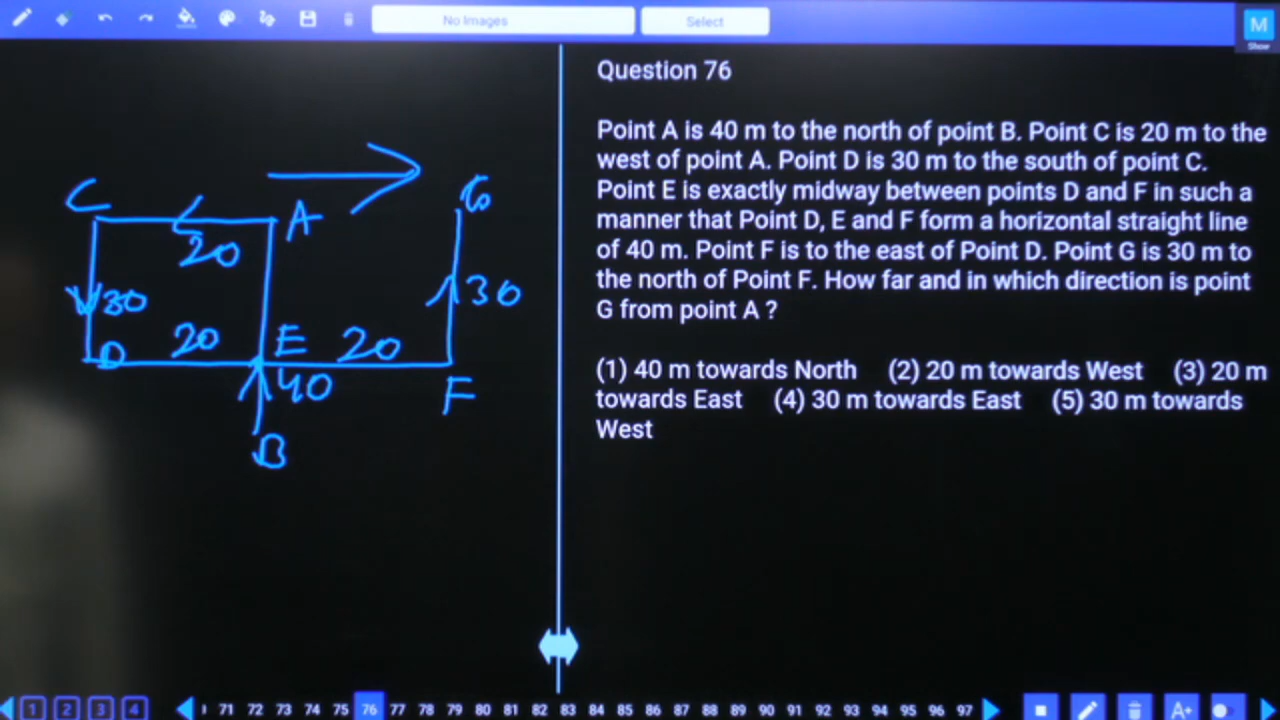 No Images
Select
M
Show
Question 76
Point A is 40 m to the north of point B. Point C is 20 m to the
west of point A. Point D is 30 m to the south of point C.
Point E is exactly midway between points D and F in such a
manner that Point D, E and F form a horizontal straight line
of 40 m. Point F is to the east of Point D. Point G is 30 m to
the north of Point F. How far and in which direction is point
G from point A ?
(1) 40 m towards North (2) 20 m towards West (3) 20 m
towards East (4) 30 m towards East (5) 30 m towards
West
C
A
G
20
30
30
D
20
E
20
40
F
B
1 2 3 4
71 72 73 74 75 76 77 78 79 80 81 82 83 84 85 86 87 88 89 90 91 92 93 94 95 96 97
A+